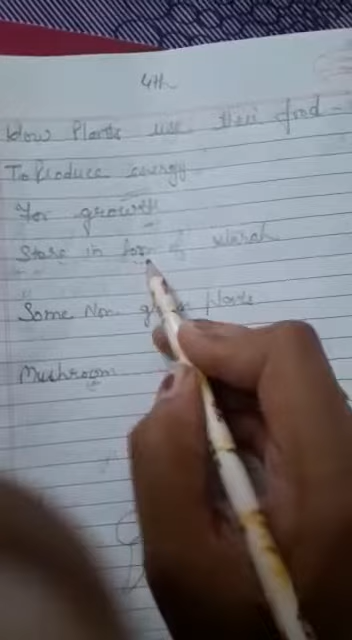 4th
How Plants use their food -
To Produce energy
For growth
Store in form of starch
Some Non green plants
Mushroom